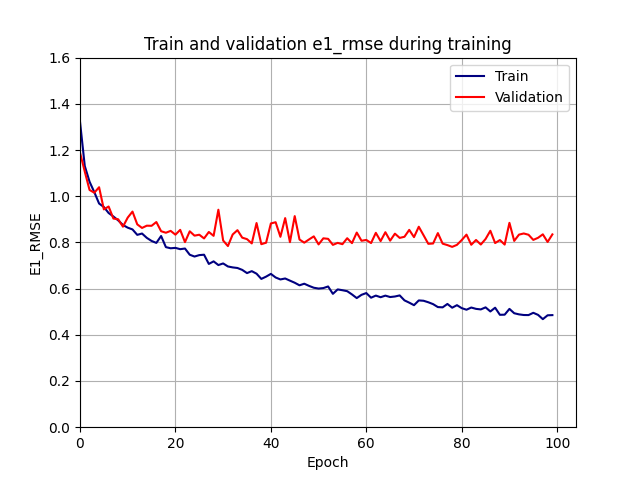 Train and validation e1_rmse during training
Train
Validation
E1_RMSE
1.6
1.4
1.2
1.0
0.8
0.6
0.4
0.2
0.0
0 20 40 60 80 100
Epoch